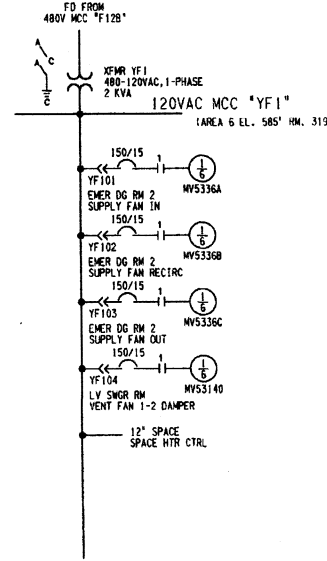 FD FROM
480V MCC "F12B"
A
C
C
XFMR YF1
480-120VAC, 1-PHASE
2 KVA
120VAC MCC "YF1"
(AREA 6 EL. 585' RM. 319
150/15
1
1/6
YF101
MV5336A
EMER DG RM 2
SUPPLY FAN IN
150/15
1
1/6
YF102
MV5336B
EMER DG RM 2
SUPPLY FAN RECIRC
150/15
1
1/6
YF103
MV5336C
EMER DG RM 2
SUPPLY FAN OUT
150/15
1
1/6
YF104
MV53140
LV SWGR RM
VENT FAN 1-2 DAMPER
12" SPACE
SPACE HTR CTRL